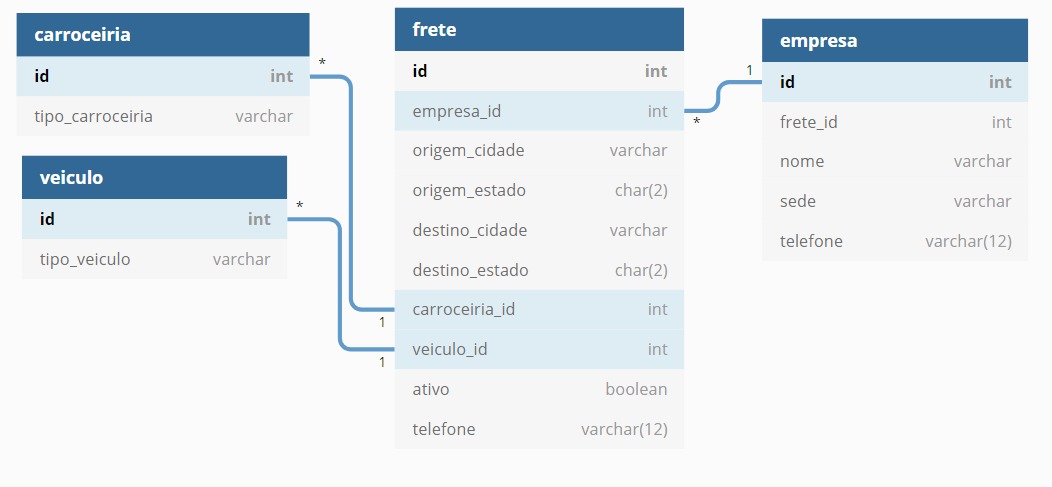 carroceiria
id int
tipo_carroceiria varchar
*
veiculo
id int
tipo_veiculo varchar
*
frete
id int
empresa_id int
origem_cidade varchar
origem_estado char(2)
destino_cidade varchar
destino_estado char(2)
carroceiria_id int
veiculo_id int
ativo boolean
telefone varchar(12)
1
1
*
1
empresa
id int
frete_id int
nome varchar
sede varchar
telefone varchar(12)